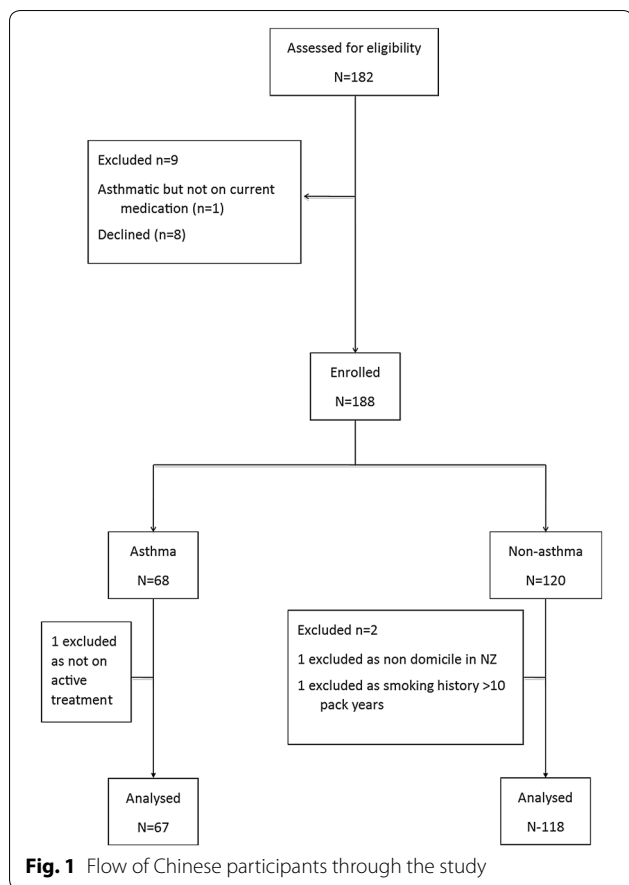 Assessed for eligibility
N=182
Excluded n=9
Asthmatic but not on current
medication (n=1)
Declined (n=8)
Enrolled
N=188
Asthma
N=68
Non-asthma
N=120
1 excluded
as not on
active
treatment
Excluded n=2
1 excluded as non domicile in NZ
1 excluded as smoking history >10
pack years
Analysed
N=67
Analysed
N-118
Fig. 1 Flow of Chinese participants through the study